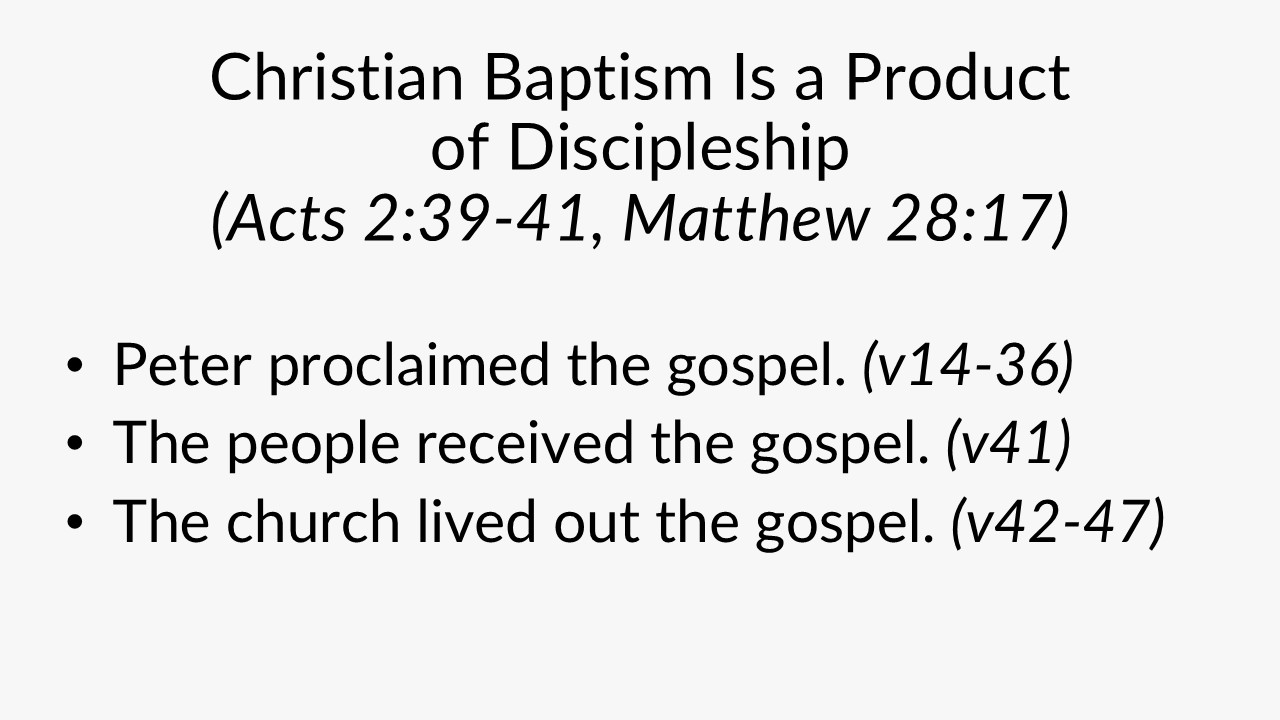 Christian Baptism Is a Product
of Discipleship
(Acts 2:39-41, Matthew 28:17)
• Peter proclaimed the gospel. (v14-36)
• The people received the gospel. (v41)
• The church lived out the gospel. (v42-47)